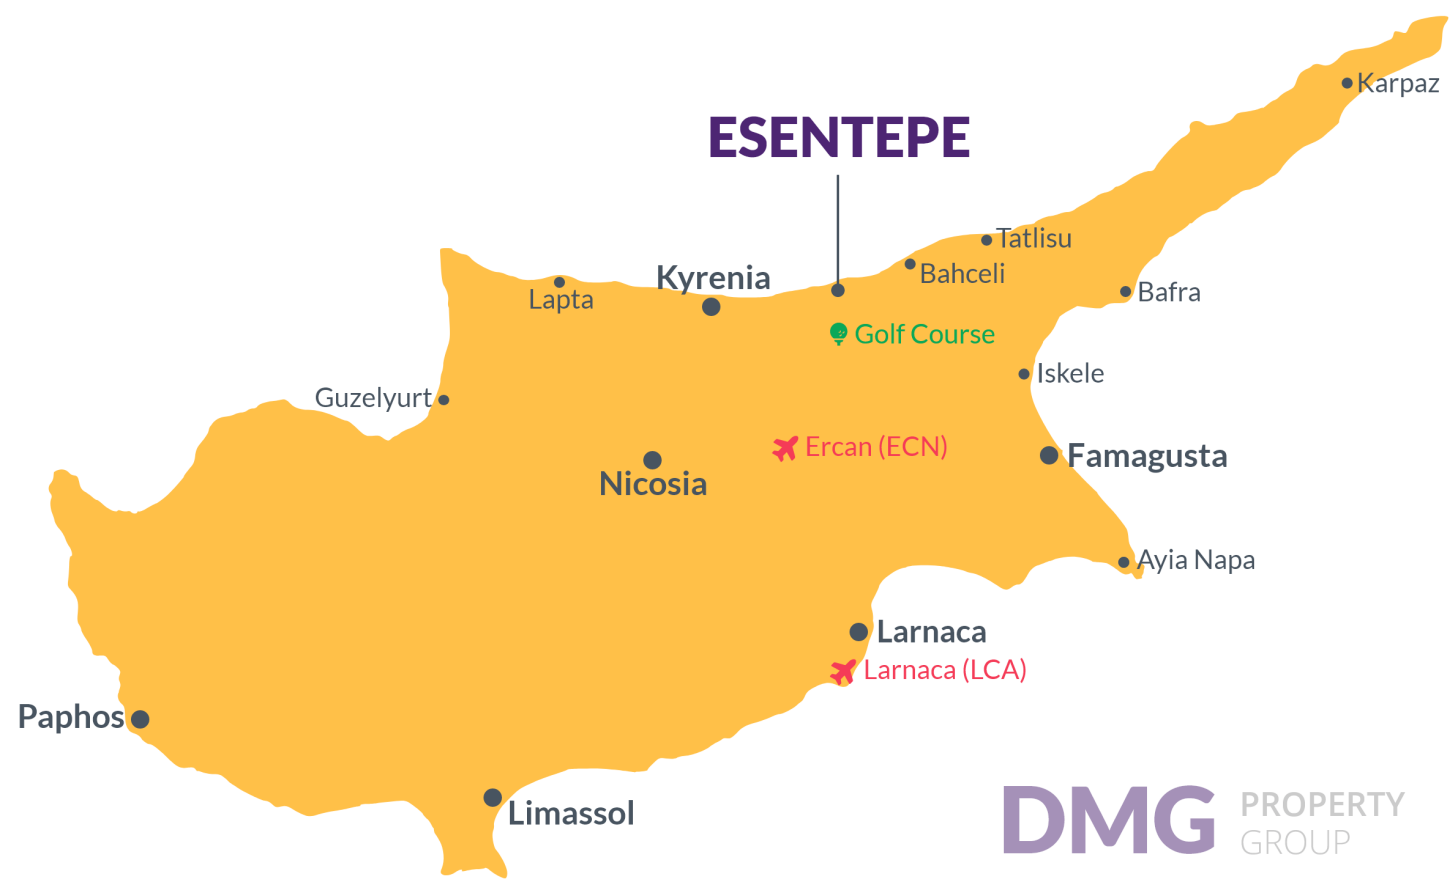 Karpaz
ESENTEPE
Tatlisu
Kyrenia
Bahceli
Lapta
Bafra
Golf Course
Iskele
Guzelyurt
Ercan (ECN)
Famagusta
Nicosia
Ayia Napa
Larnaca
Larnaca (LCA)
Paphos
Limassol
DMG PROPERTY
GROUP